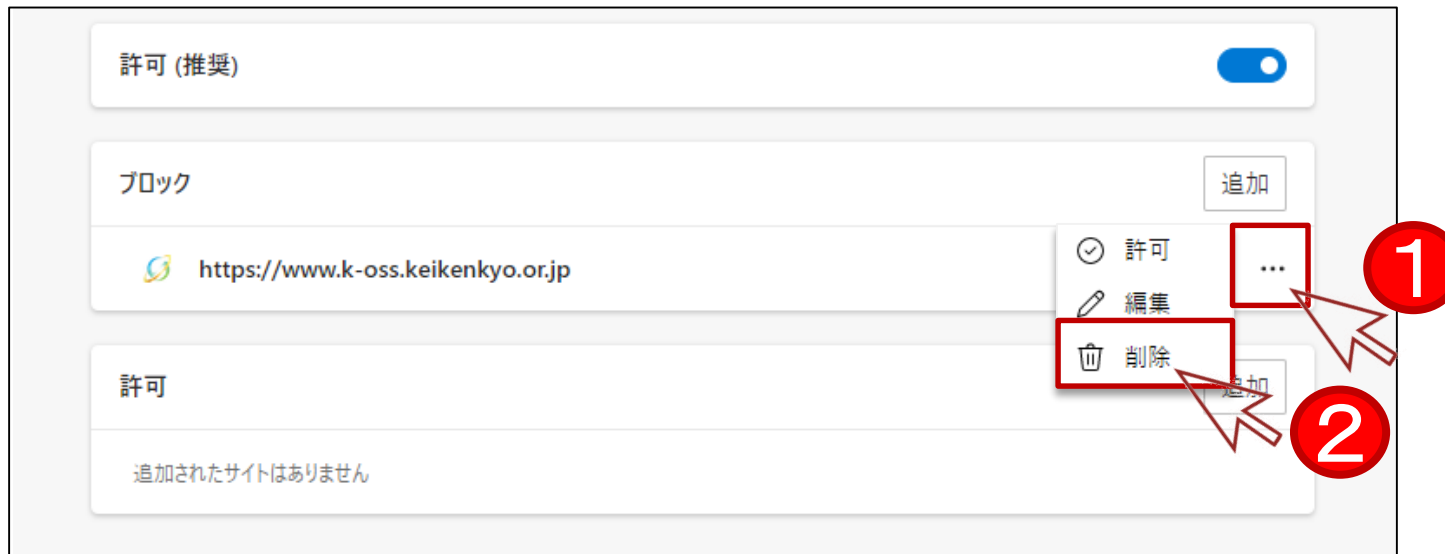 許可 (推奨)
ブロック
追加
https://www.k-oss.keikenkyo.or.jp
許可
...
1
編集
削除
許可
追加
2
追加されたサイトはありません